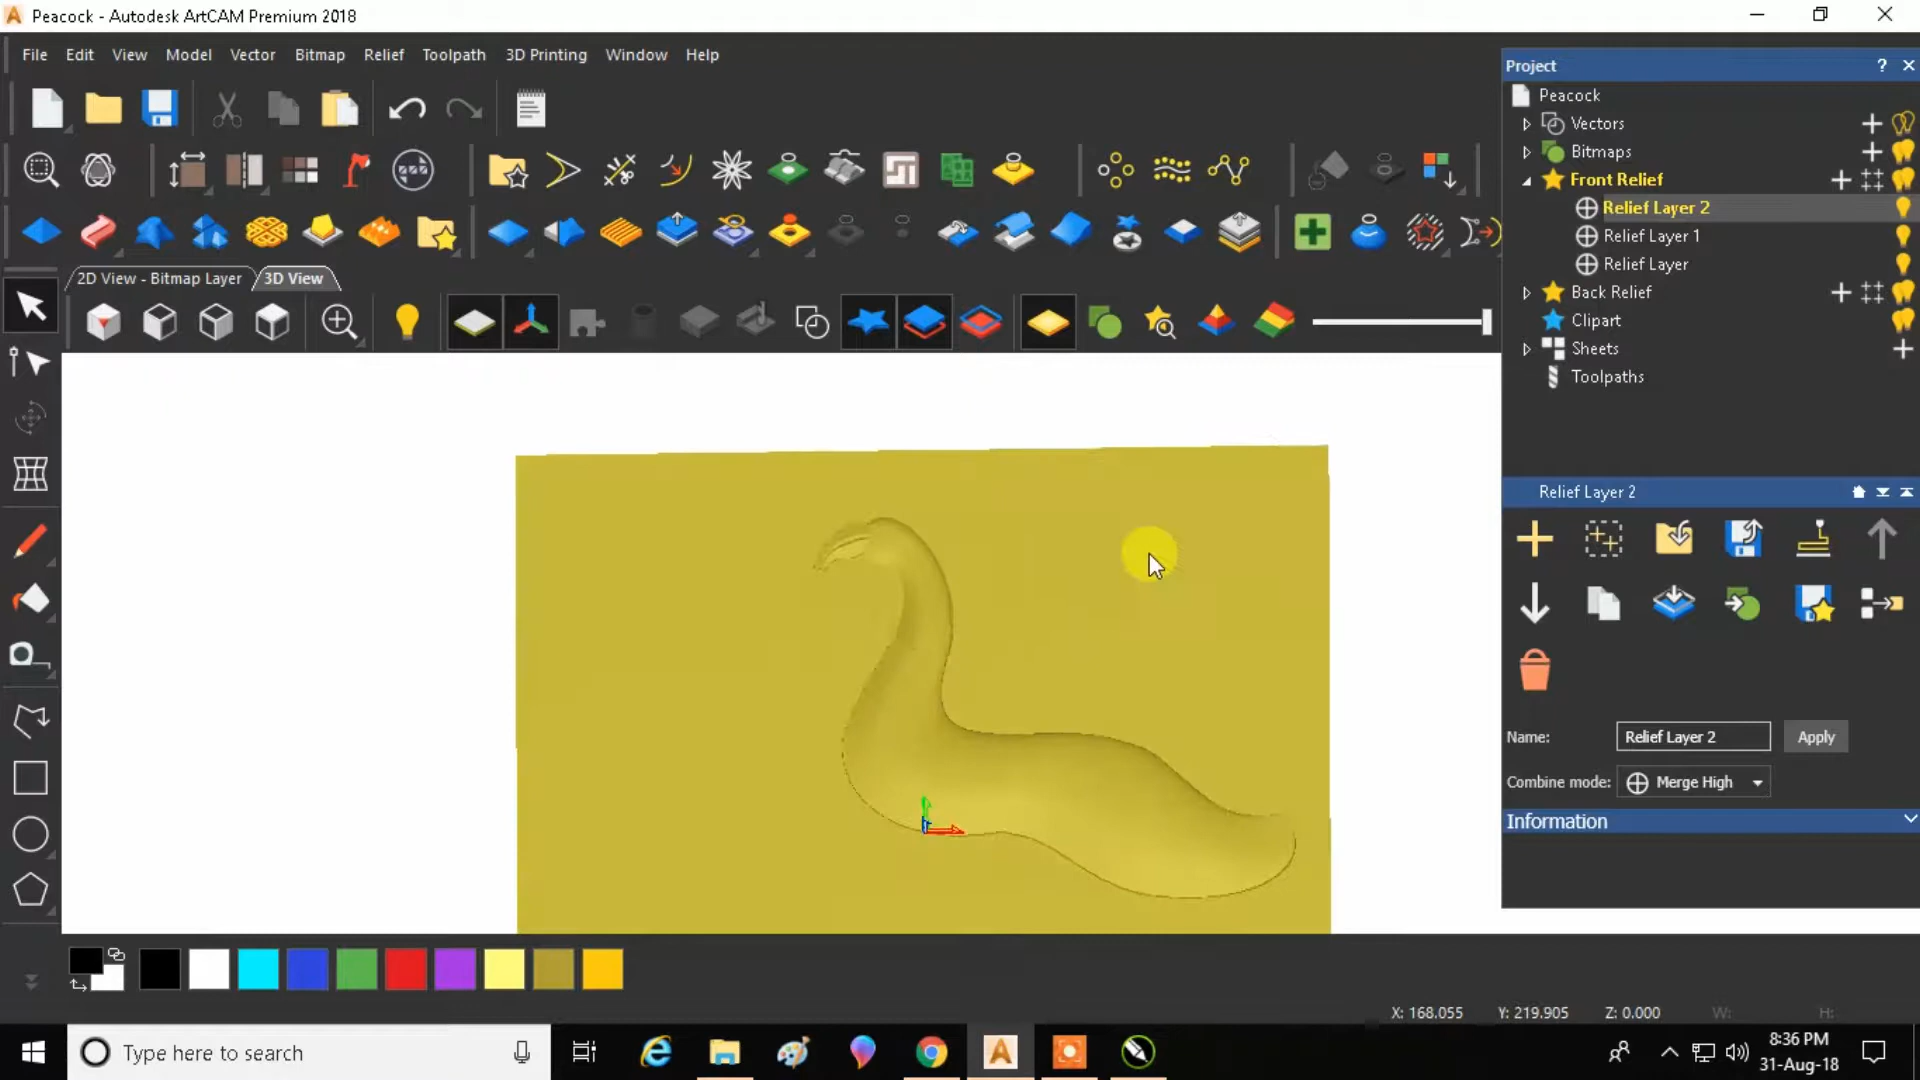 Peacock - Autodesk ArtCAM Premium 2018
File Edit View Model Vector Bitmap Relief Toolpath 3D Printing Window Help
2D View - Bitmap Layer 3D View
Project
?
Peacock
Vectors
Bitmaps
Front Relief
Relief Layer 2
Relief Layer 1
Relief Layer
Back Relief
Clipart
Sheets
Toolpaths
Relief Layer 2
Name: Relief Layer 2 Apply
Combine mode: Merge High
Information
X: 168.055 Y: 219.905 Z: 0.000 W: H:
Type here to search
8:36 PM
31-Aug-18